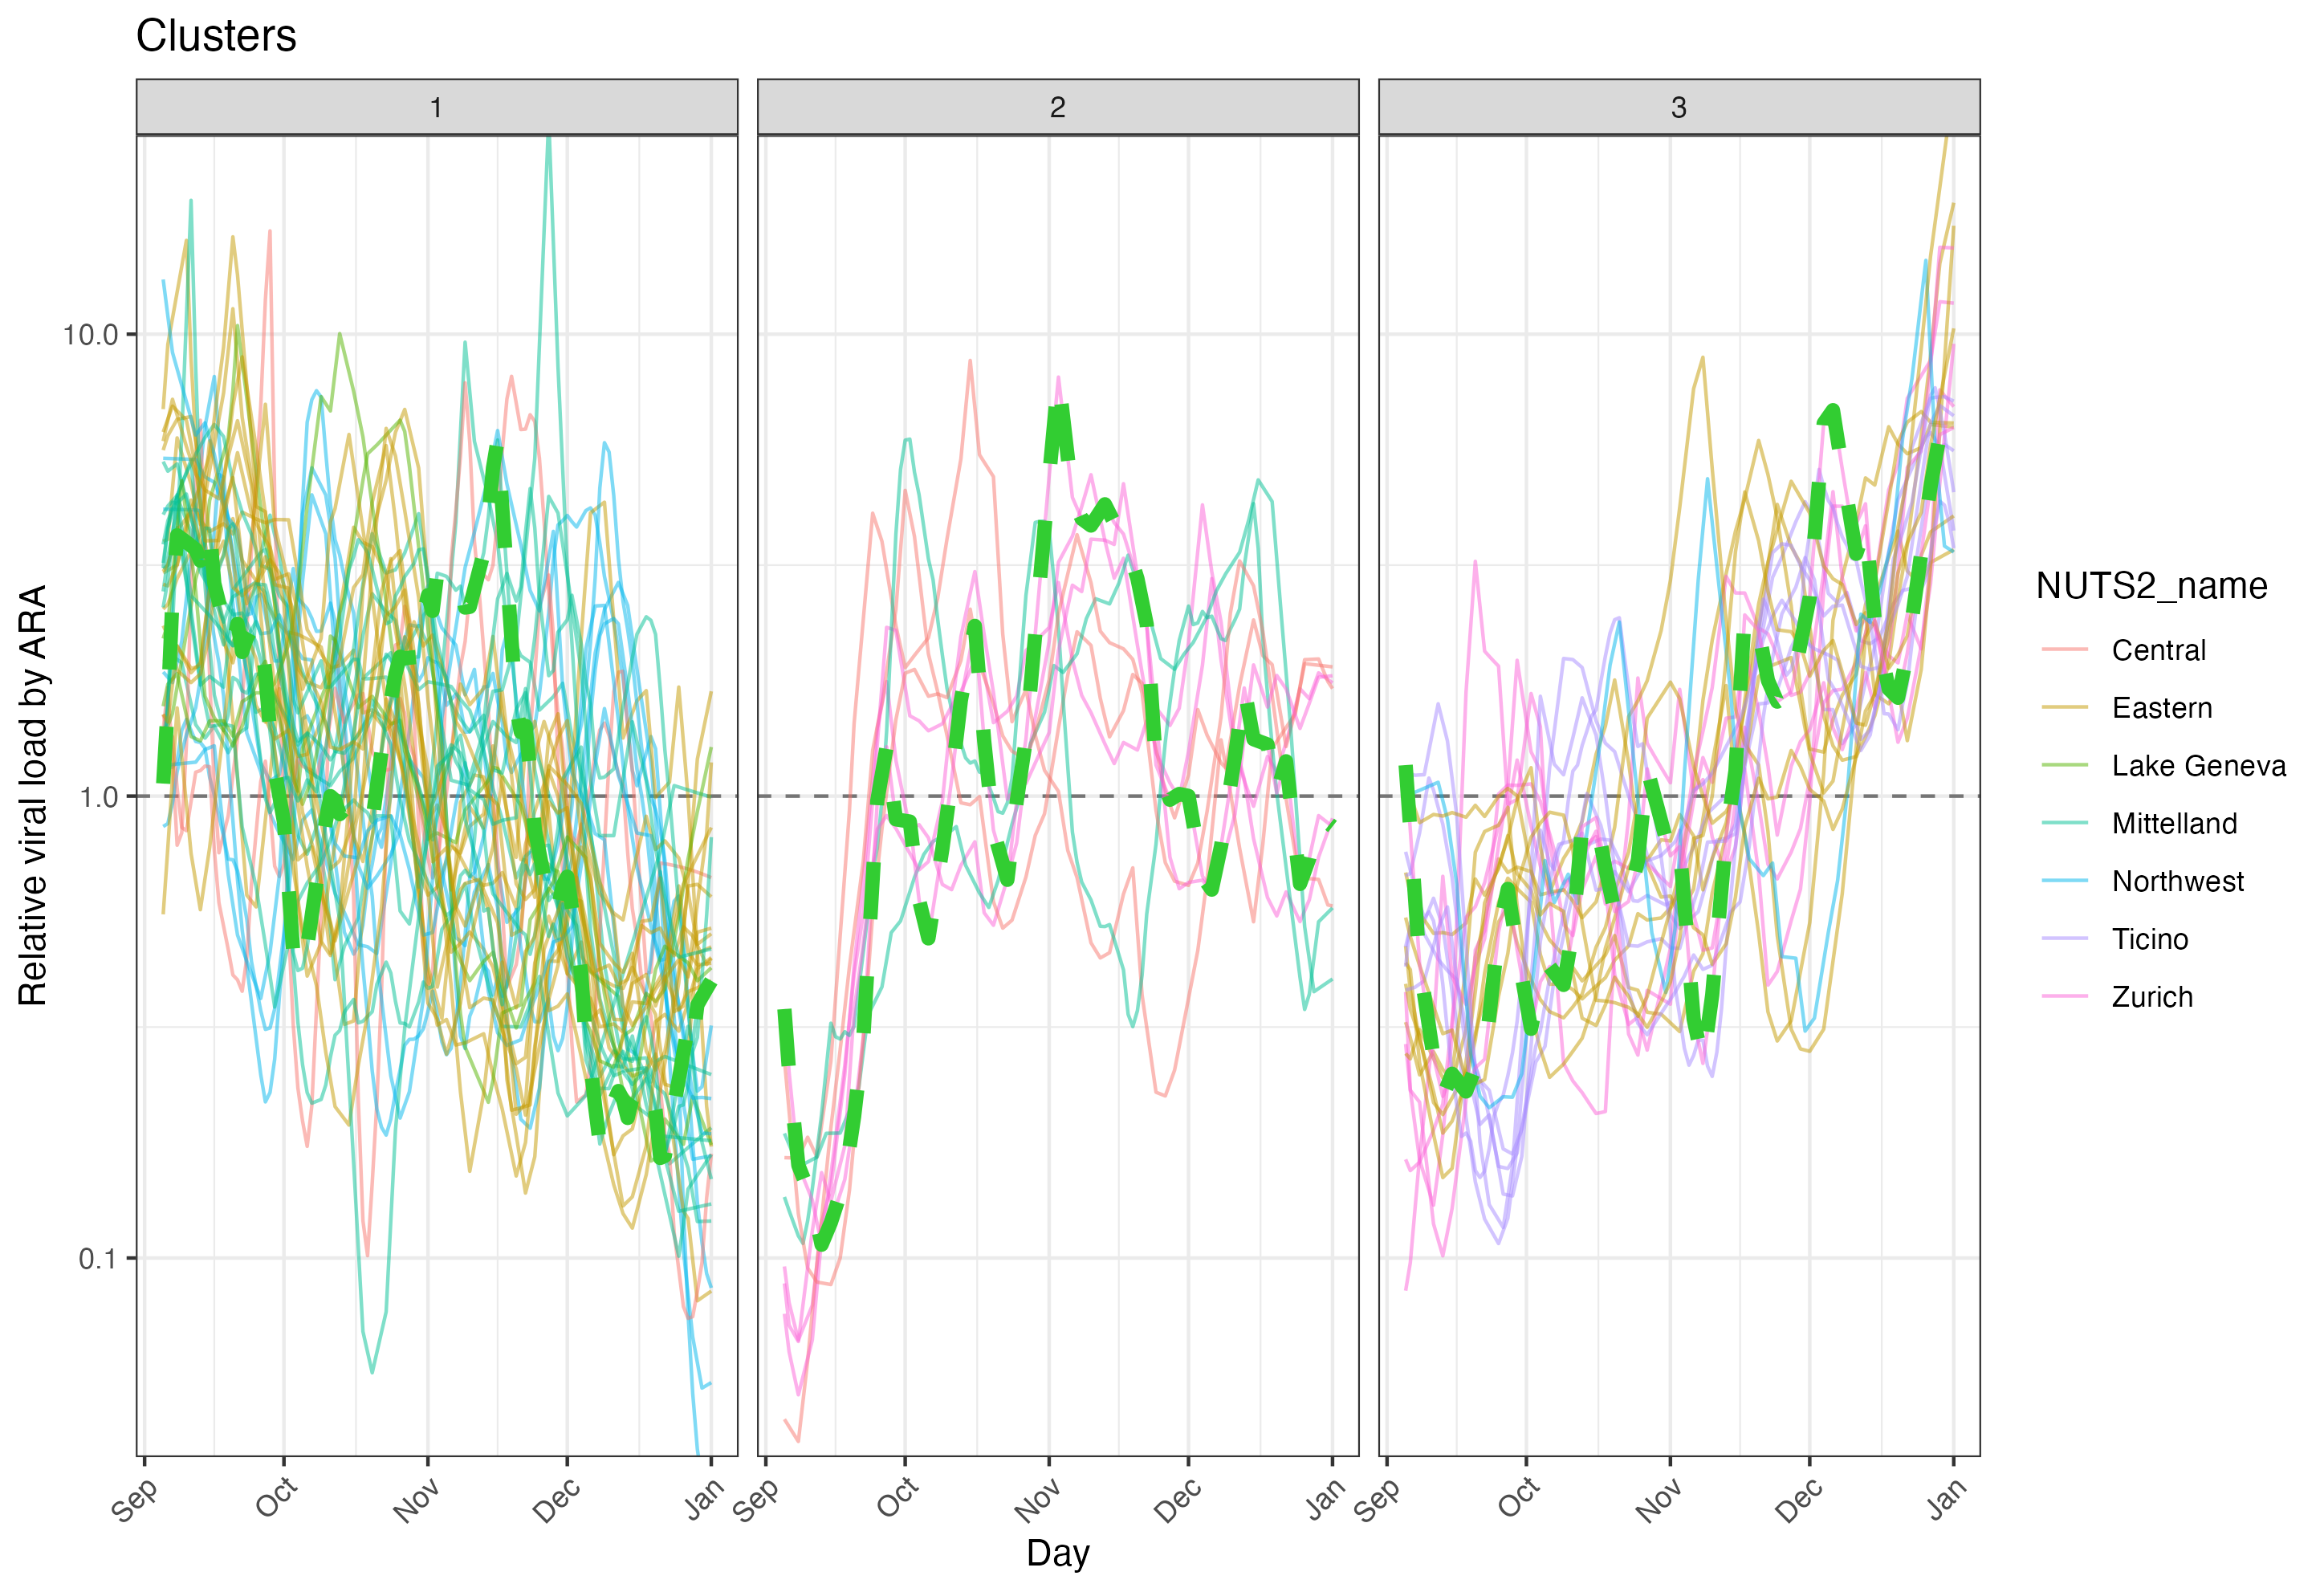 Clusters
1
2
3
Relative viral load by ARA
10.0
1.0
0.1
Sep
Oct
Nov
Dec
Jan
Sep
Oct
Nov
Dec
Jan
Sep
Oct
Nov
Dec
Jan
Day
NUTS2_name
Central
Eastern
Lake Geneva
Mittelland
Northwest
Ticino
Zurich